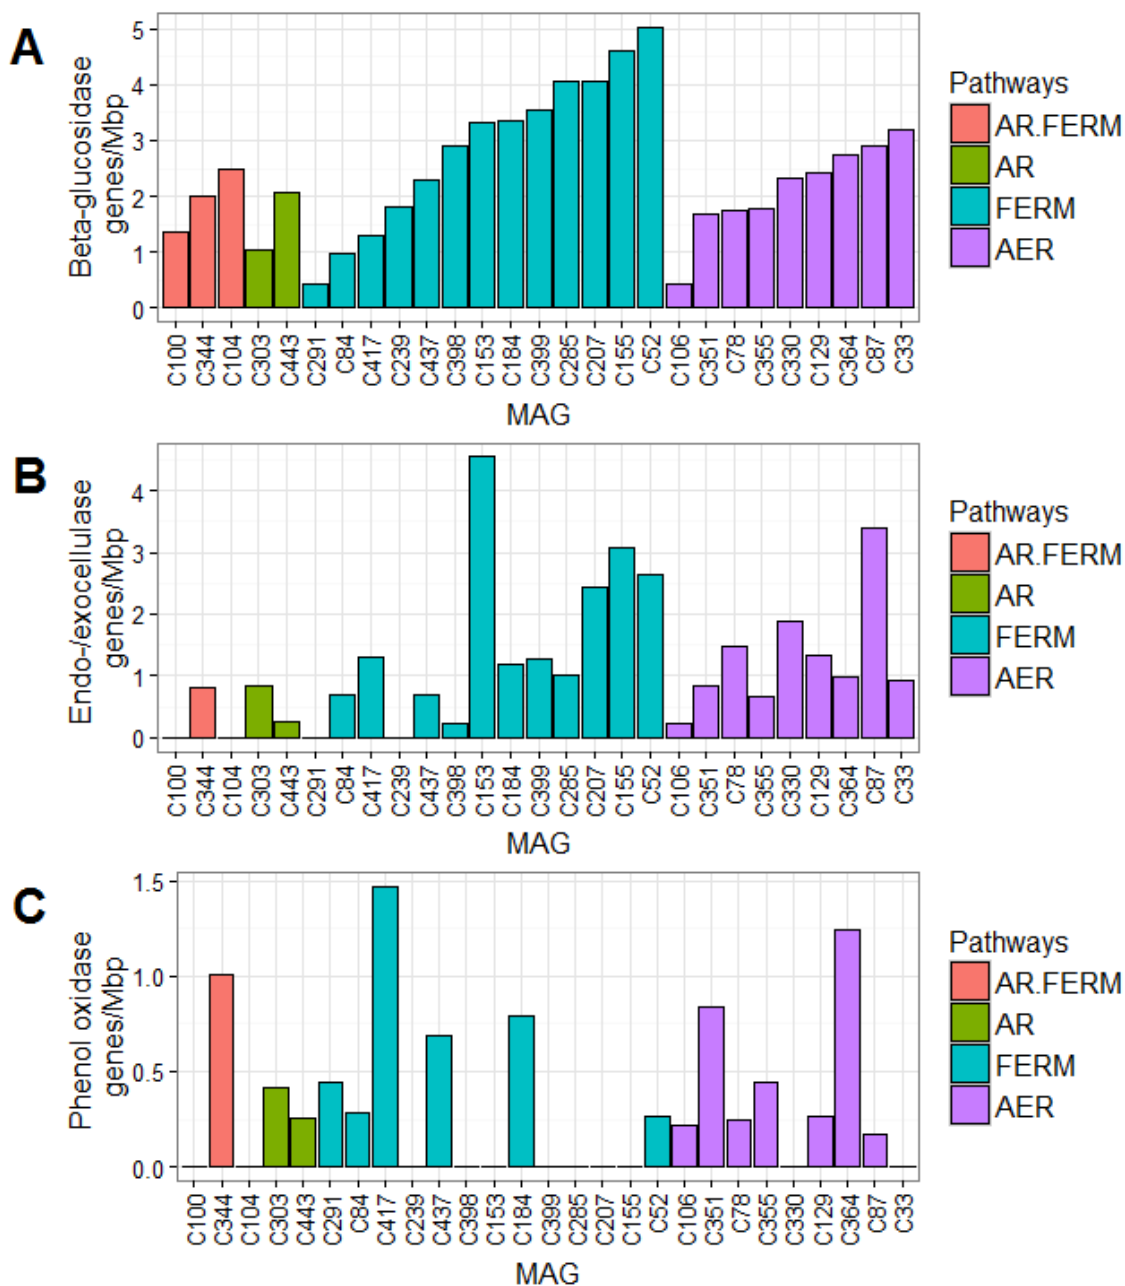 A
Beta-glucosidase
genes/Mbp
5
4
3
2
1
0
C100 C344 C104 C303 C443 C291 C84 C417 C239 C437 C398 C153 C184 C399 C285 C207 C155 C52 C106 C351 C78 C355 C330 C129 C364 C87 C33
MAG
Pathways
AR.FERM
AR
FERM
AER
B
Endo-/exocellulase
genes/Mbp
4
3
2
1
0
C100 C344 C104 C303 C443 C291 C84 C417 C239 C437 C398 C153 C184 C399 C285 C207 C155 C52 C106 C351 C78 C355 C330 C129 C364 C87 C33
MAG
Pathways
AR.FERM
AR
FERM
AER
C
Phenol oxidase
genes/Mbp
1.5
1.0
0.5
0.0
C100 C344 C104 C303 C443 C291 C84 C417 C239 C437 C398 C153 C184 C399 C285 C207 C155 C52 C106 C351 C78 C355 C330 C129 C364 C87 C33
MAG
Pathways
AR.FERM
AR
FERM
AER